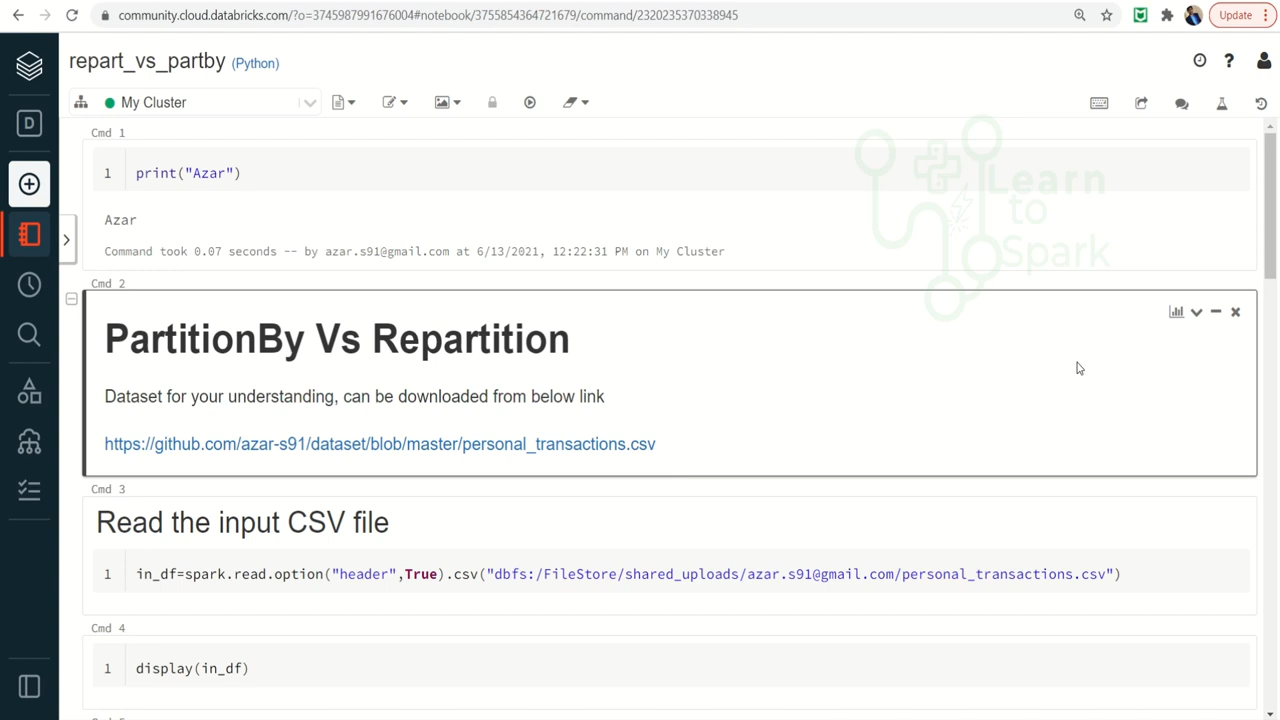 community.cloud.databricks.com/?o=3745987991676004#notebook/3755854364721679/command/2320235370338945
Update
repart_vs_partby (Python)
My Cluster
Cmd 1
1 print("Azar")
Azar
Command took 0.07 seconds -- by azar.s91@gmail.com at 6/13/2021, 12:22:31 PM on My Cluster
Learn
to
Spark
Cmd 2
PartitionBy Vs Repartition
Dataset for your understanding, can be downloaded from below link
https://github.com/azar-s91/dataset/blob/master/personal_transactions.csv
Cmd 3
Read the input CSV file
1 in_df=spark.read.option("header",True).csv("dbfs:/FileStore/shared_uploads/azar.s91@gmail.com/personal_transactions.csv")
Cmd 4
1 display(in_df)